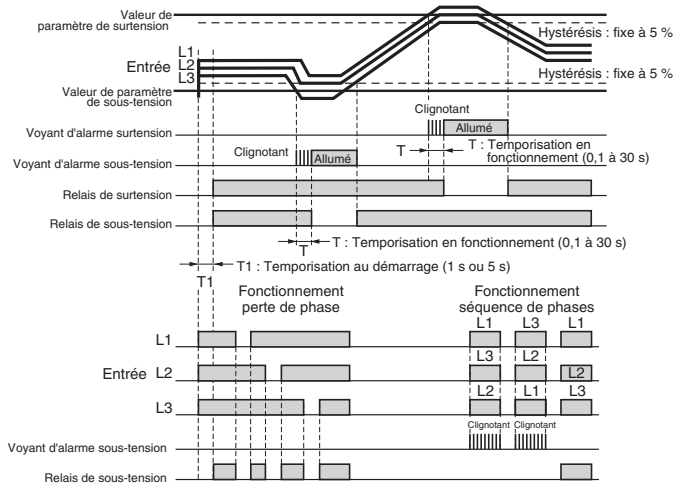 Valeur de
paramètre de surtension
Hystérésis : fixe à 5 %
L1
Entrée L2
L3
Hystérésis : fixe à 5 %
Valeur de paramètre
de sous-tension
Clignotant
Voyant d'alarme surtension
Allumé
T
T : Temporisation en
fonctionnement (0,1 à 30 s)
Clignotant
Voyant d'alarme sous-tension
Allumé
Relais de surtension
Relais de sous-tension
T
T : Temporisation en fonctionnement (0,1 à 30 s)
T1 : Temporisation au démarrage (1 s ou 5 s)
T1
Fonctionnement
perte de phase
Fonctionnement
séquence de phases
L1 L3 L1
L1
L3 L2
Entrée L2
L2
L2 L1 L3
L3
Clignotant Clignotant
Voyant d'alarme sous-tension
Relais de sous-tension